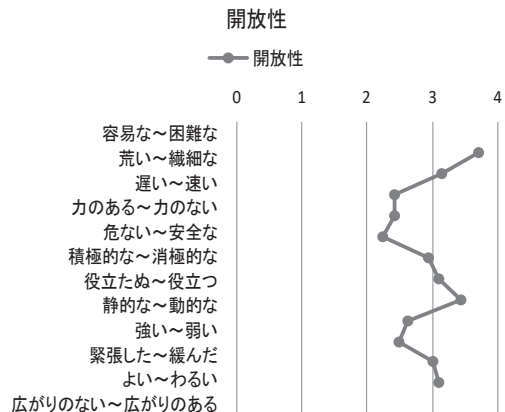 開放性
開放性
0 1 2 3 4
容易な～困難な
荒い～繊細な
遅い～速い
力のある～力のない
危ない～安全な
積極的な～消極的な
役立たぬ～役立つ
静的な～動的な
強い～弱い
緊張した～緩んだ
よい～わるい
広がりのない～広がりのある